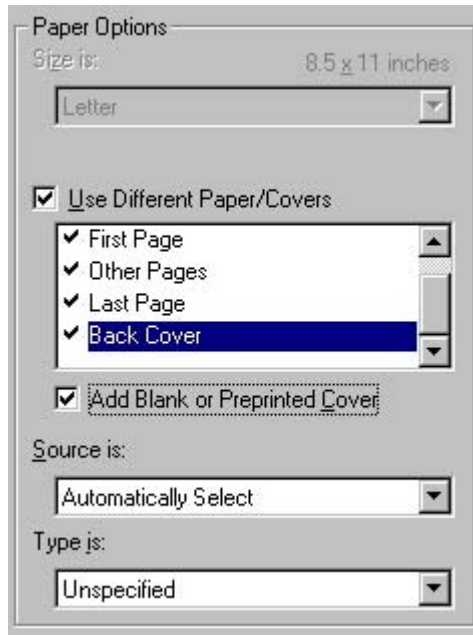 Paper Options
Size is: 8.5 x 11 inches
Letter
Use Different Paper/Covers
First Page
Other Pages
Last Page
Back Cover
Add Blank or Preprinted Cover
Source is:
Automatically Select
Type is:
Unspecified